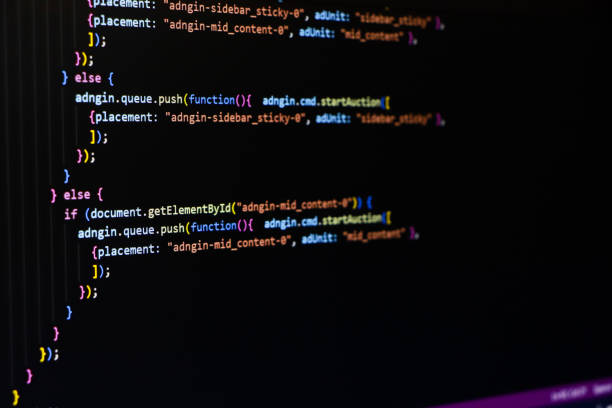 {placement: "adngin-sidebar_sticky-0", adUnit: "sidebar_sticky" },
{placement: "adngin-mid_content-0", adUnit: "mid_content" },
]);
});
} else {
adngin.queue.push(function(){ adngin.cmd.startAuction([
{placement: "adngin-sidebar_sticky-0", adUnit: "sidebar_sticky" },
]);
});
}
} else {
if (document.getElementById("adngin-mid_content-0")) {
adngin.queue.push(function(){ adngin.cmd.startAuction([
{placement: "adngin-mid_content-0", adUnit: "mid_content" },
]);
});
}
}
});
}
}